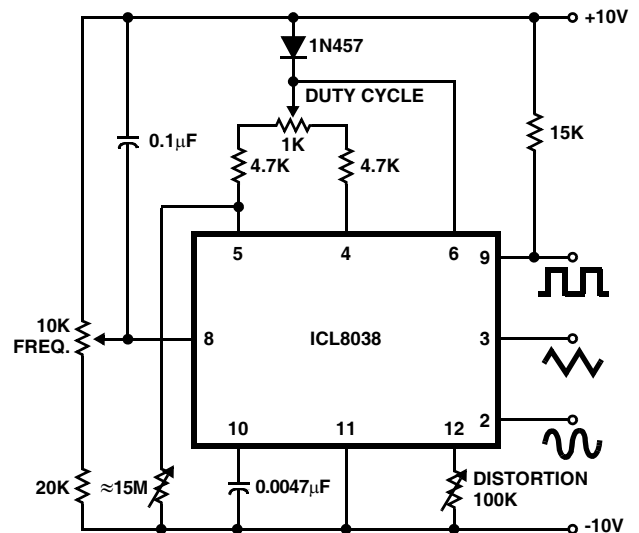 +10V
1N457
DUTY CYCLE
0.1μF
1K
15K
4.7K
4.7K
5
4
6
9
10K
FREQ.
8
ICL8038
3
2
10
11
12
20K
≈15M
0.0047μF
DISTORTION
100K
-10V